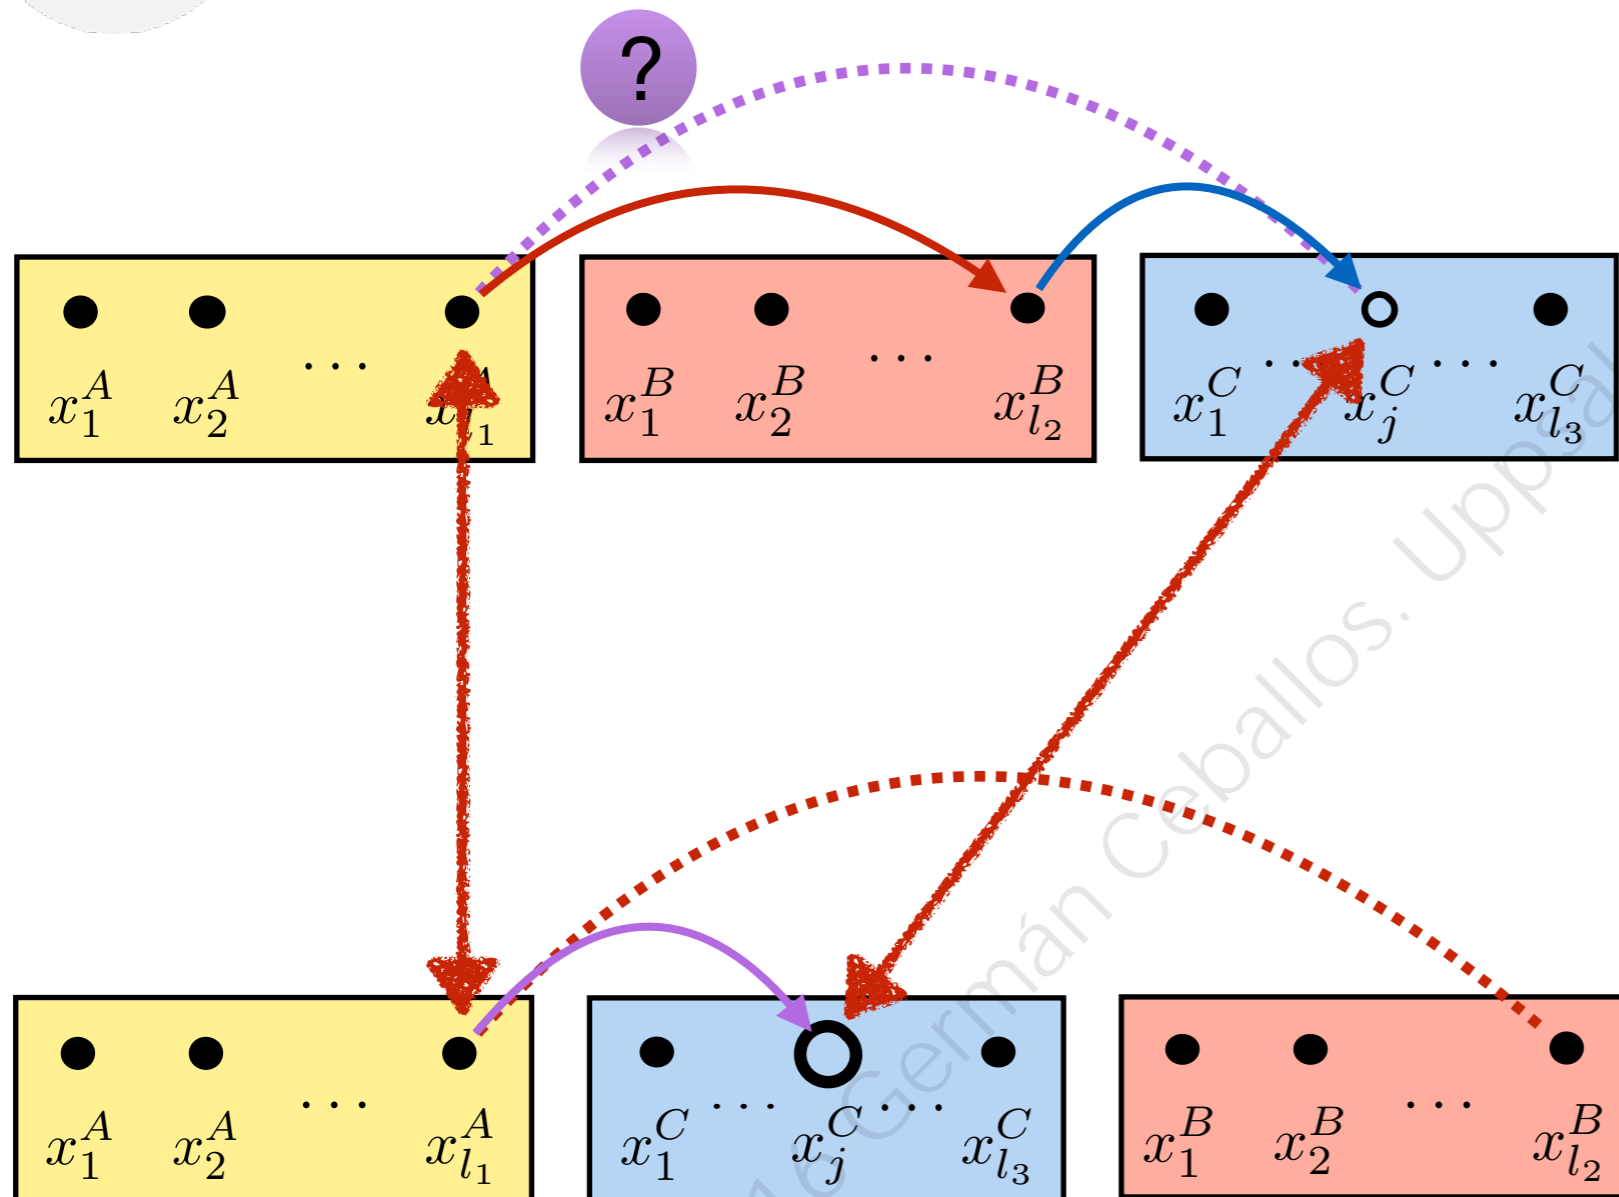 ?
x_1^A x_2^A ... x_{l_1}^A x_1^B x_2^B ... x_{l_2}^B x_1^C ... x_j^C ... x_{l_3}^C
x_1^A x_2^A ... x_{l_1}^A x_1^C ... x_j^C ... x_{l_3}^C x_1^B x_2^B ... x_{l_2}^B
16 Germán Ceballos. Uppsal